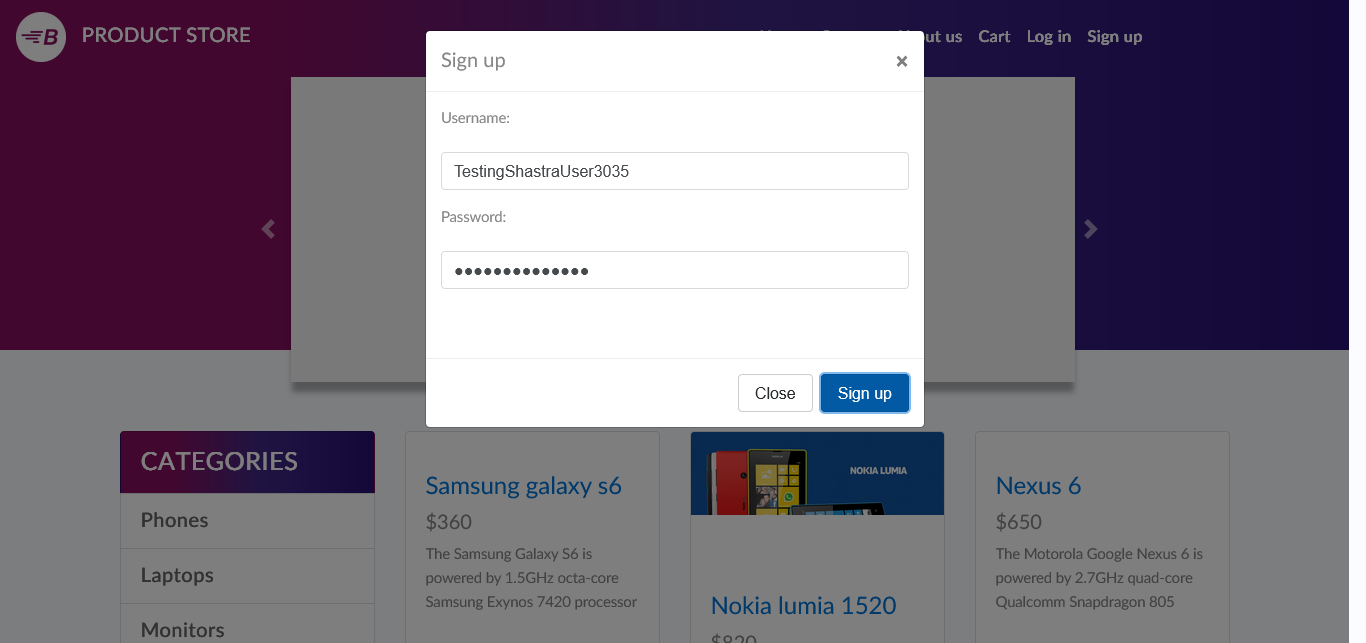 B PRODUCT STORE
out us Cart Log in Sign up
Sign up ×
Username:
TestingShastraUser3035
Password:
••••••••••••••
Close Sign up
CATEGORIES
Phones
Laptops
Monitors
Samsung galaxy s6
$360
The Samsung Galaxy S6 is
powered by 1.5GHz octa-core
Samsung Exynos 7420 processor
NOKIA LUMIA
Nokia lumia 1520
$820
Nexus 6
$650
The Motorola Google Nexus 6 is
powered by 2.7GHz quad-core
Qualcomm Snapdragon 805